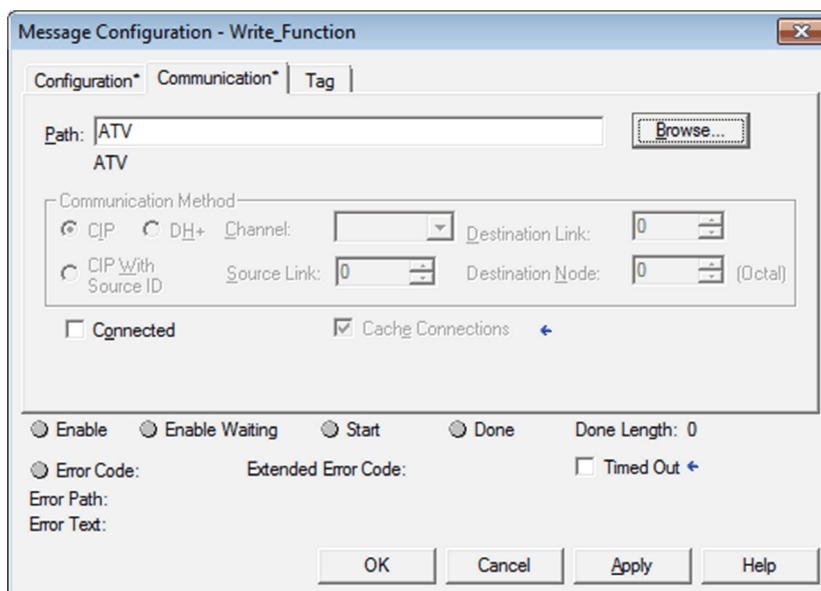 Message Configuration - Write_Function
Configuration* Communication* Tag
Path: ATV Browse...
ATV
Communication Method
CIP DH+ Channel: Destination Link: 0
CIP With Source ID Source Link: 0 Destination Node: 0 (Octal)
Connected Cache Connections
Enable Enable Waiting Start Done Done Length: 0
Error Code: Extended Error Code: Timed Out
Error Path:
Error Text:
OK Cancel Apply Help